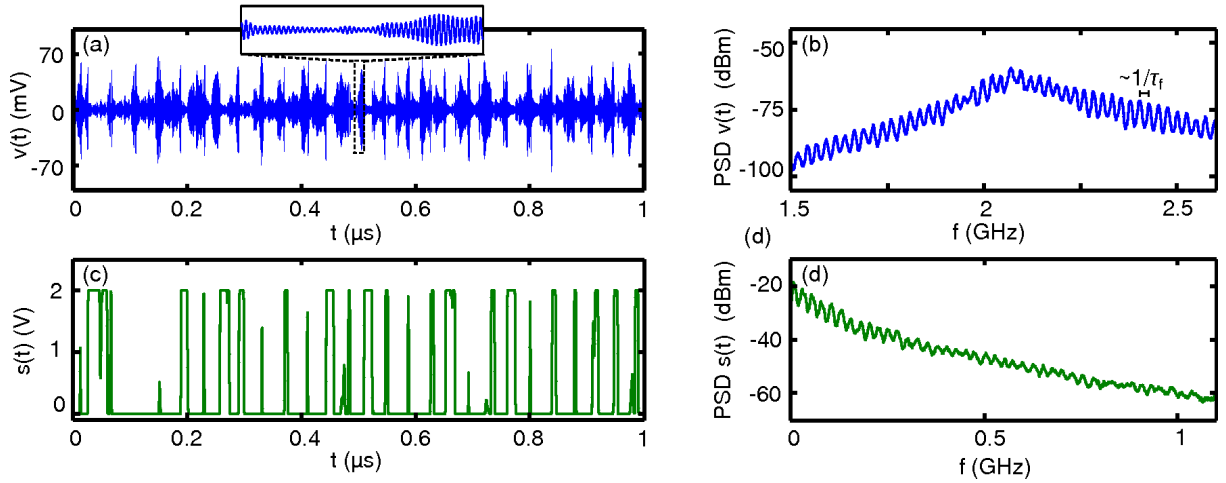 (a)
v(t) (mV)
70
0
-70
0
0.2
0.4
0.6
0.8
1
t (μs)
(b)
PSD v(t) (dBm)
-50
-75
-100
~1/τf
1.5
2
2.5
f (GHz)
(c)
s(t) (V)
2
1
0
0
0.2
0.4
0.6
0.8
1
t (μs)
(d)
(d)
PSD s(t) (dBm)
-20
-40
-60
0
0.5
1
f (GHz)